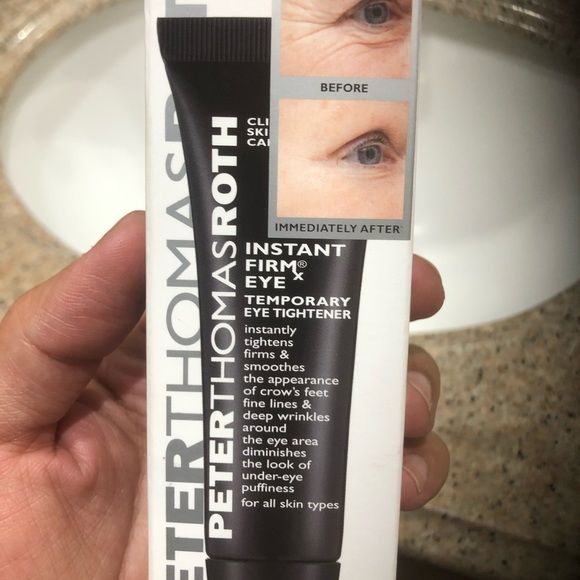 PETERTHOMASROTH
ETERTHOMAS
BEFORE
IMMEDIATELY AFTER
INSTANT
FIRMx®
EYE
TEMPORARY
EYE TIGHTENER
instantly
tightens
firms &
smoothes
the appearance
of crow's feet
fine lines &
deep wrinkles
around
the eye area
diminishes
the look of
under-eye
puffiness
for all skin types